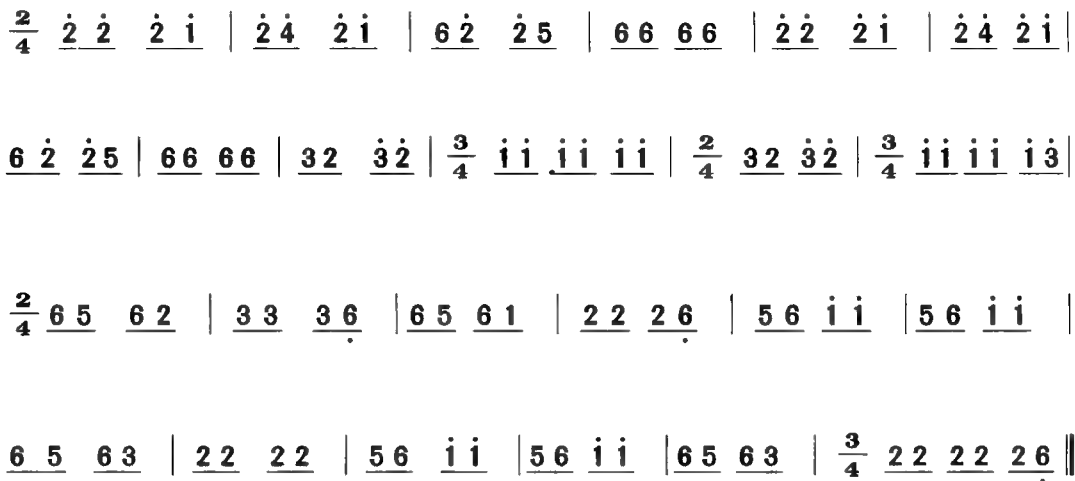 2/4 2̇ 2̇ 2̇ 1̇ | 2̇ 4̇ 2̇ 1̇ | 6 2̇ 2̇ 5 | 6 6 6 6 | 2̇ 2̇ 2̇ 1̇ | 2̇ 4̇ 2̇ 1̇ |
6 2̇ 2̇ 5 | 6 6 6 6 | 3 2 3̇ 2̇ | 3/4 1̇ 1̇ 1̇ 1̇ 1̇ 1̇ | 2/4 3 2 3̇ 2̇ | 3/4 1̇ 1̇ 1̇ 1̇ 1̇ 3̇ |
2/4 6 5 6 2 | 3 3 3 6̣ | 6 5 6 1 | 2 2 2 6̣ | 5 6 1̇ 1̇ | 5 6 1̇ 1̇ |
6 5 6 3 | 2 2 2 2 | 5 6 1̇ 1̇ | 5 6 1̇ 1̇ | 6 5 6 3 | 3/4 2 2 2 2 2 6̣ ‖